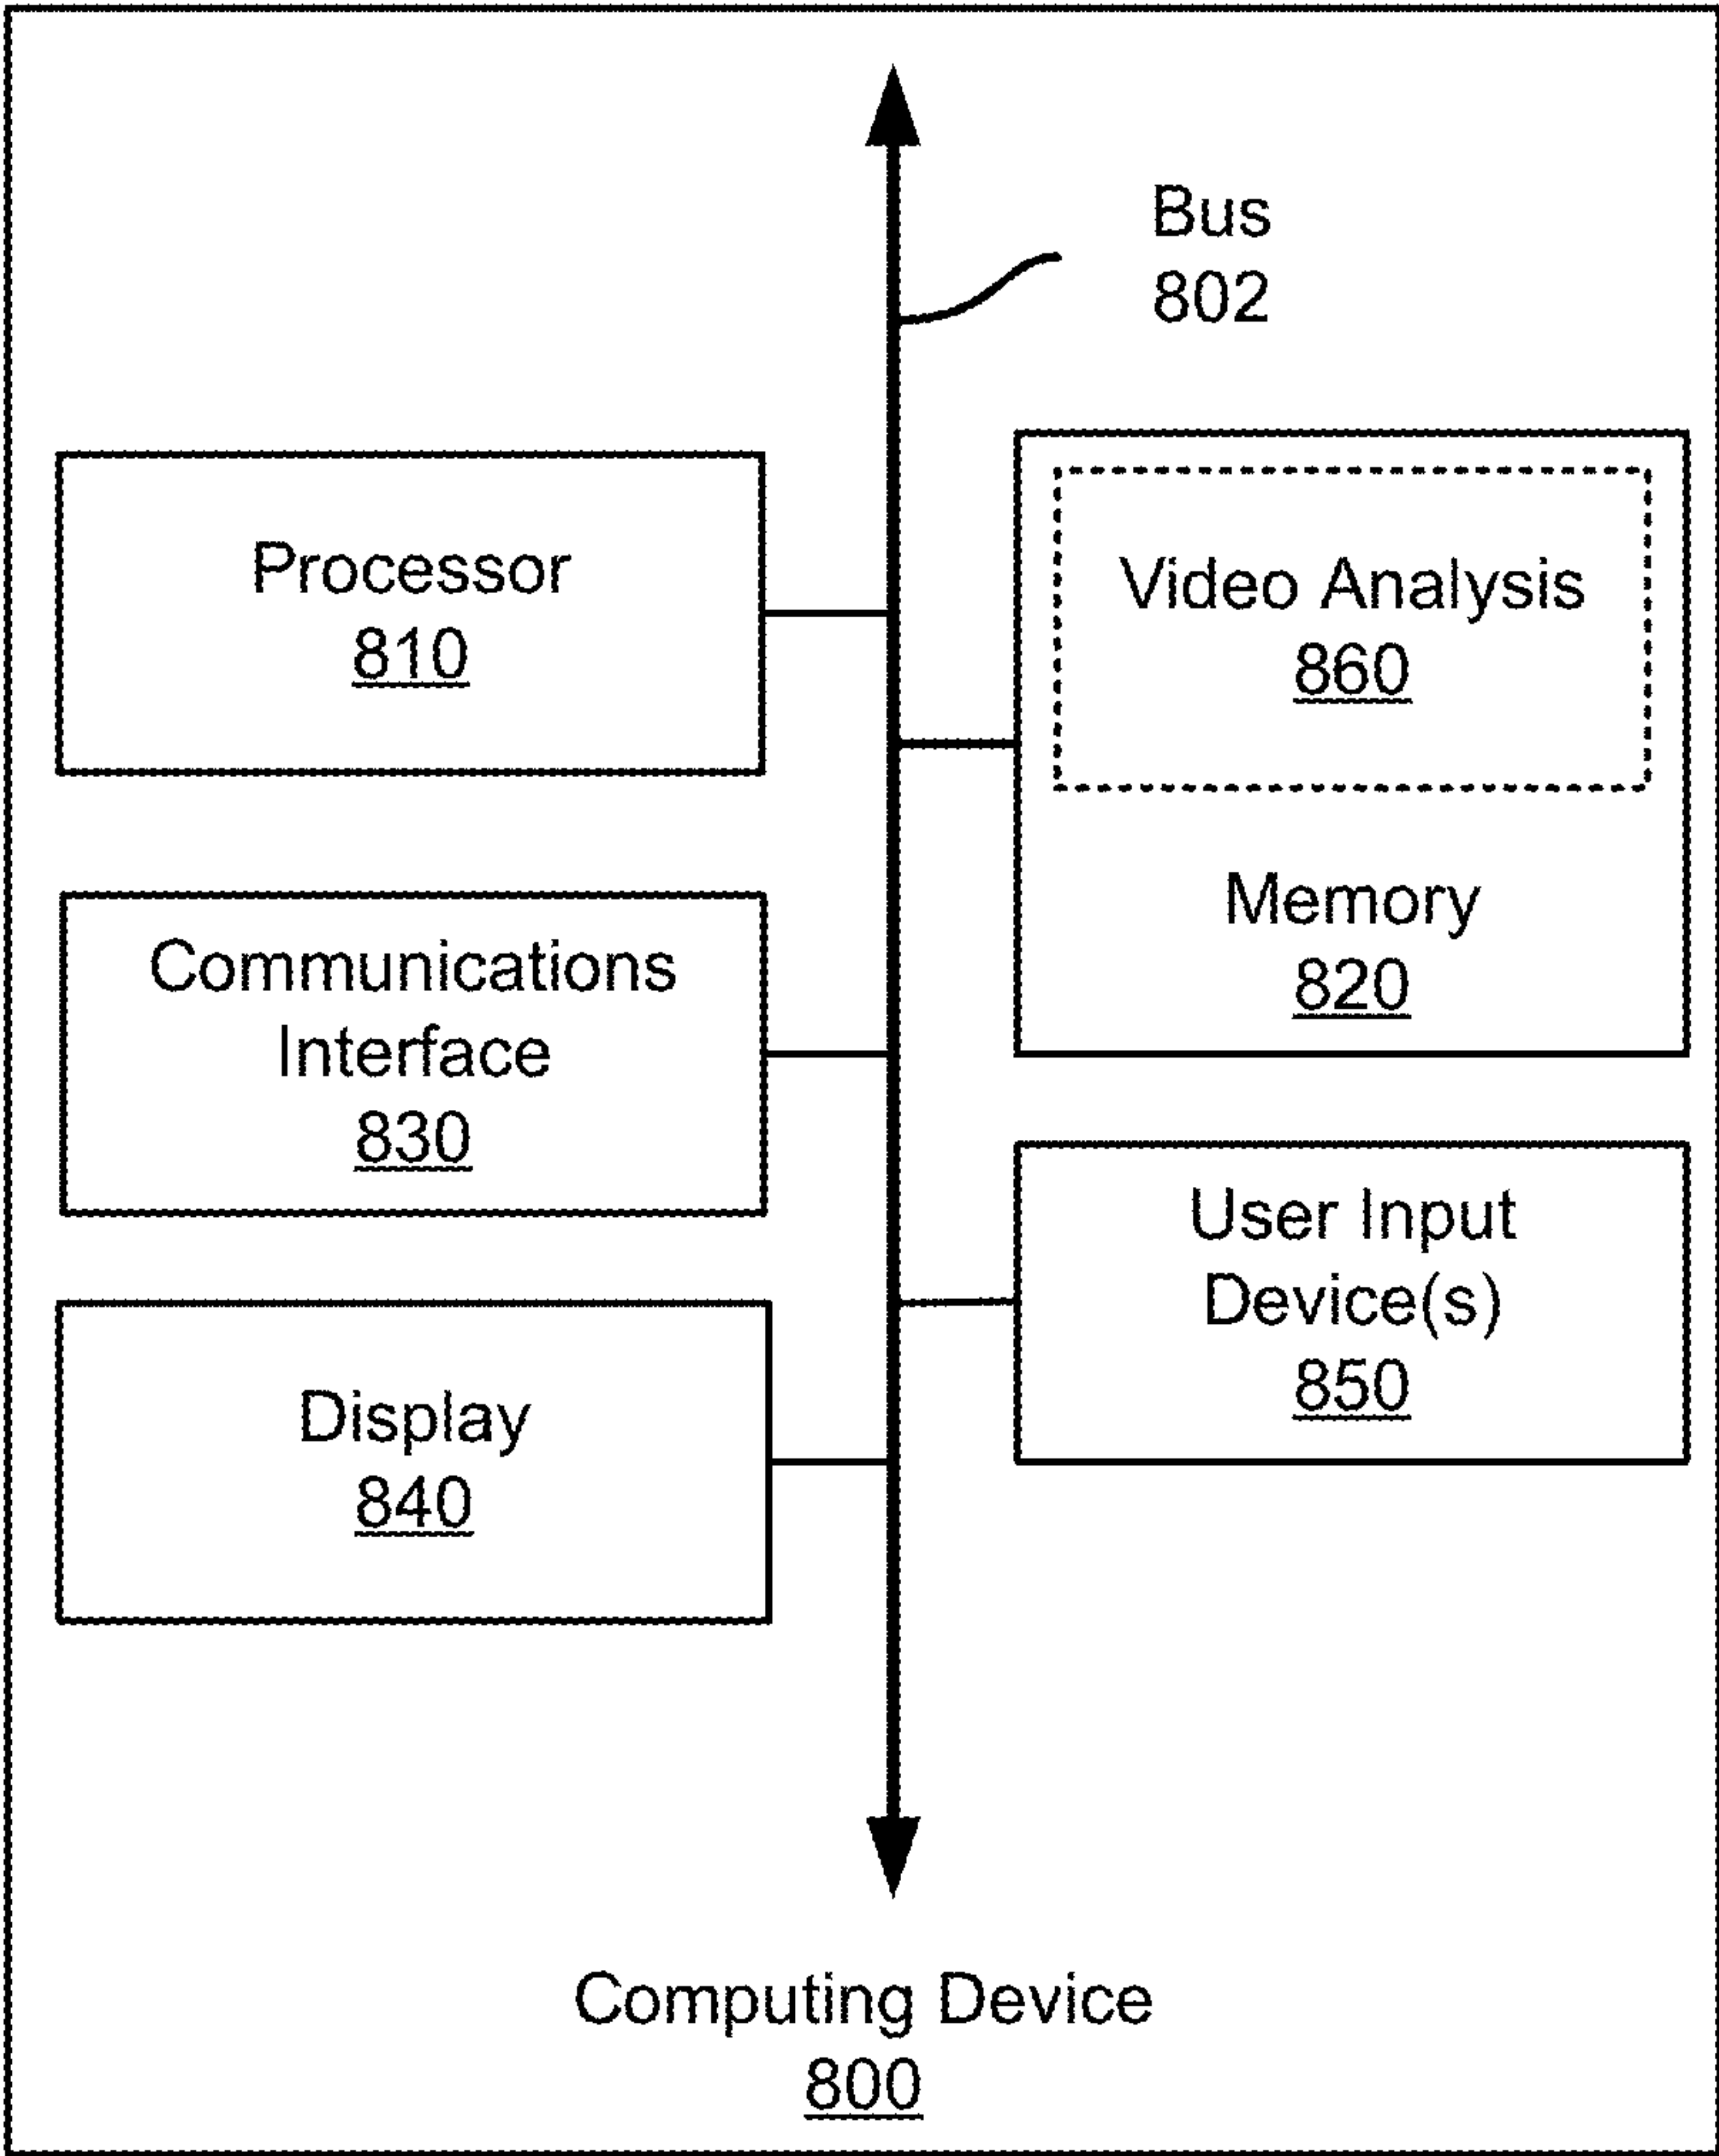 Bus
802
Processor
810
Video Analysis
860
Memory
820
Communications
Interface
830
User Input
Device(s)
850
Display
840
Computing Device
800